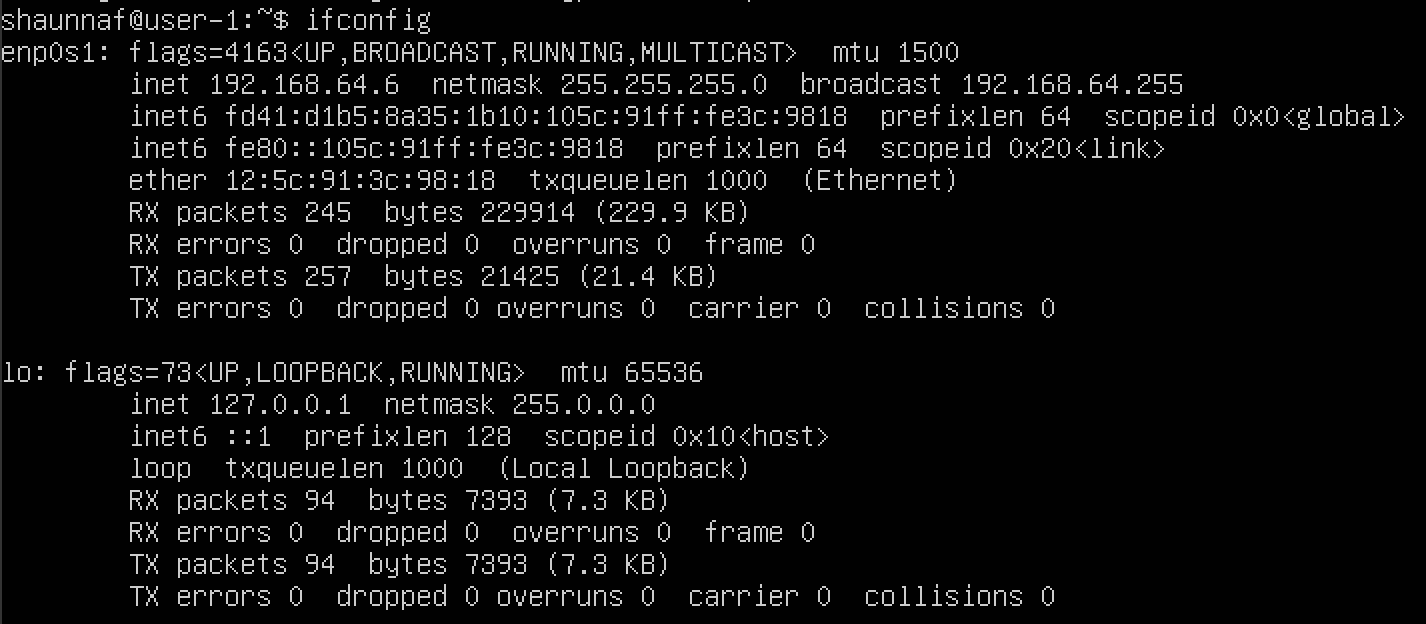 shaunnaf@user-1:~$ ifconfig
enp0s1: flags=4163<UP,BROADCAST,RUNNING,MULTICAST>  mtu 1500
        inet 192.168.64.6  netmask 255.255.255.0  broadcast 192.168.64.255
        inet6 fd41:d1b5:8a35:1b10:105c:91ff:fe3c:9818  prefixlen 64  scopeid 0x0<global>
        inet6 fe80::105c:91ff:fe3c:9818  prefixlen 64  scopeid 0x20<link>
        ether 12:5c:91:3c:98:18  txqueuelen 1000  (Ethernet)
        RX packets 245  bytes 229914 (229.9 KB)
        RX errors 0  dropped 0  overruns 0  frame 0
        TX packets 257  bytes 21425 (21.4 KB)
        TX errors 0  dropped 0 overruns 0  carrier 0  collisions 0

lo: flags=73<UP,LOOPBACK,RUNNING>  mtu 65536
        inet 127.0.0.1  netmask 255.0.0.0
        inet6 ::1  prefixlen 128  scopeid 0x10<host>
        loop  txqueuelen 1000  (Local Loopback)
        RX packets 94  bytes 7393 (7.3 KB)
        RX errors 0  dropped 0  overruns 0  frame 0
        TX packets 94  bytes 7393 (7.3 KB)
        TX errors 0  dropped 0 overruns 0  carrier 0  collisions 0